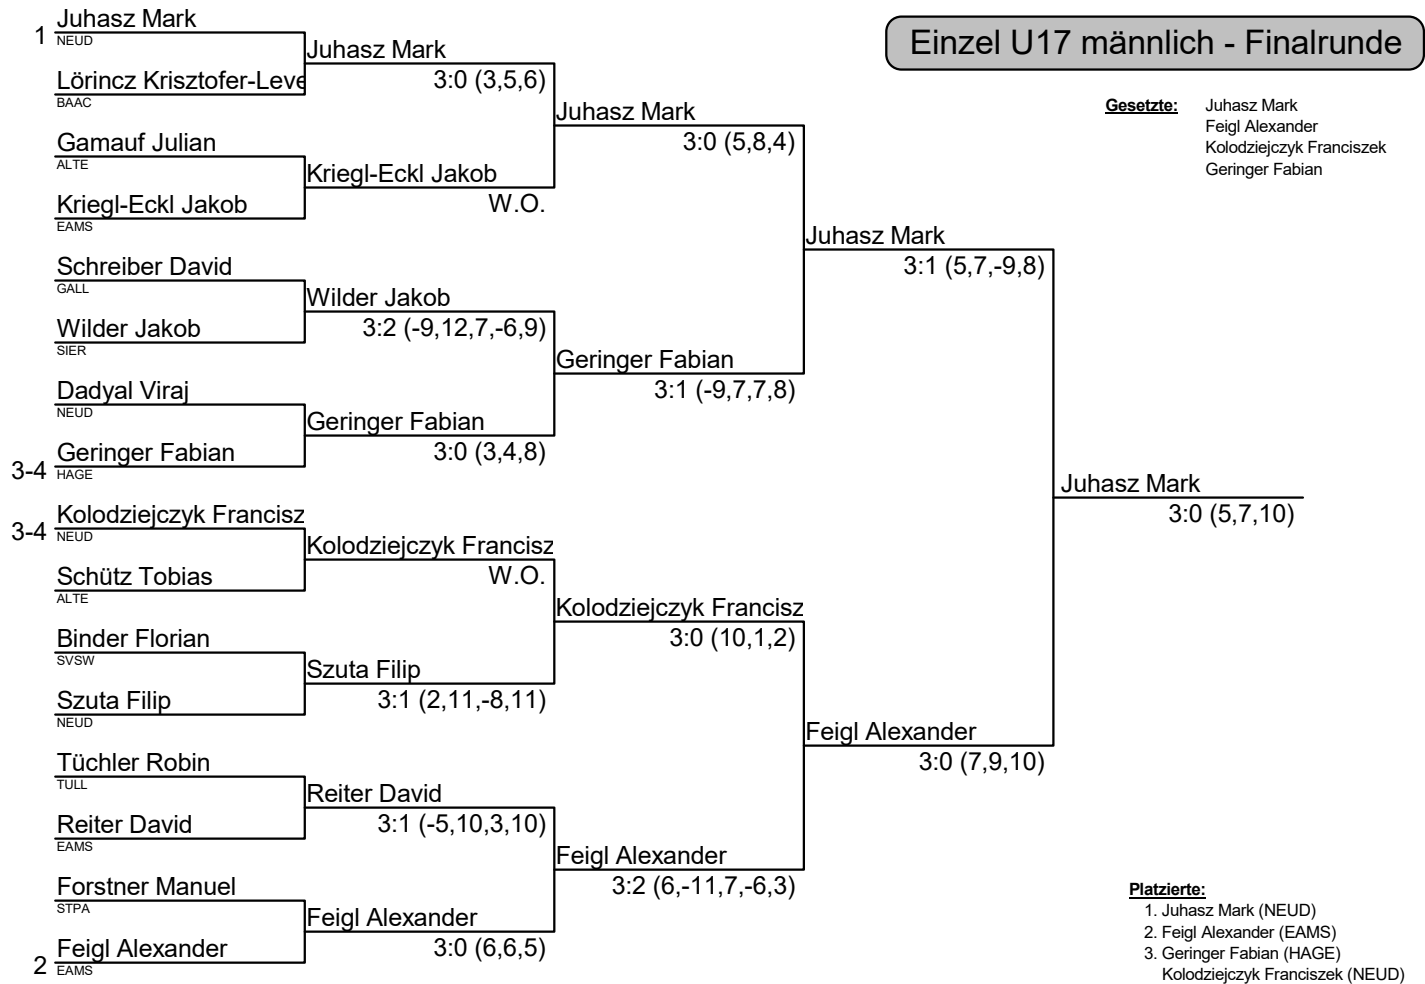 Einzel U17 männlich - Finalrunde
Gesetzte: Juhasz Mark
Feigl Alexander
Kolodziejczyk Franciszek
Geringer Fabian
1 Juhasz Mark
NEUD
Lörincz Krisztofer-Leve
BAAC
Gamauf Julian
ALTE
Kriegl-Eckl Jakob
EAMS
Schreiber David
GALL
Wilder Jakob
SIER
Dadyal Viraj
NEUD
3-4 Geringer Fabian
HAGE
3-4 Kolodziejczyk Francisz
NEUD
Schütz Tobias
ALTE
Binder Florian
SVSW
Szuta Filip
NEUD
Tüchler Robin
TULL
Reiter David
EAMS
Forstner Manuel
STPA
2 Feigl Alexander
EAMS
Juhasz Mark
3:0 (3,5,6)
Kriegl-Eckl Jakob
W.O.
Wilder Jakob
3:2 (-9,12,7,-6,9)
Geringer Fabian
3:0 (3,4,8)
Kolodziejczyk Francisz
W.O.
Szuta Filip
3:1 (2,11,-8,11)
Reiter David
3:1 (-5,10,3,10)
Feigl Alexander
3:0 (6,6,5)
Juhasz Mark
3:0 (5,8,4)
Geringer Fabian
3:1 (-9,7,7,8)
Kolodziejczyk Francisz
3:0 (10,1,2)
Feigl Alexander
3:2 (6,-11,7,-6,3)
Juhasz Mark
3:1 (5,7,-9,8)
Feigl Alexander
3:0 (7,9,10)
Juhasz Mark
3:0 (5,7,10)
Platzierte:
1. Juhasz Mark (NEUD)
2. Feigl Alexander (EAMS)
3. Geringer Fabian (HAGE)
Kolodziejczyk Franciszek (NEUD)